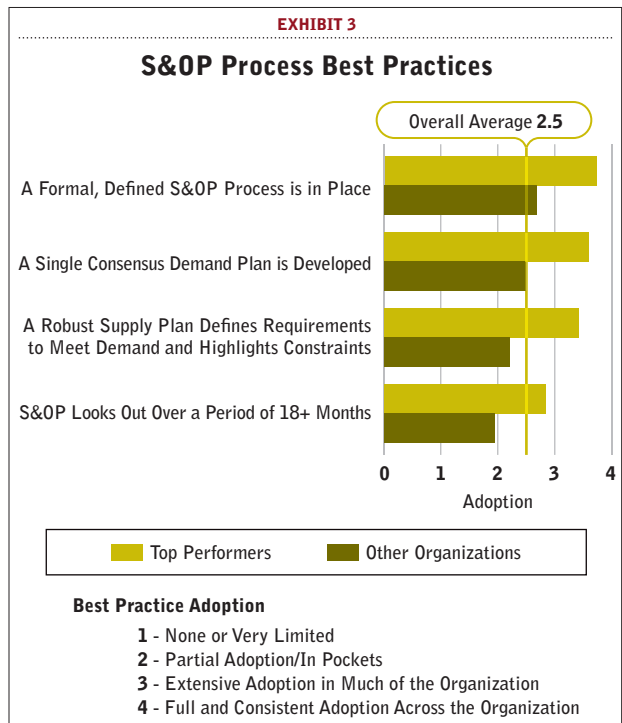 EXHIBIT 3
S&OP Process Best Practices
Overall Average 2.5
A Formal, Defined S&OP Process is in Place
A Single Consensus Demand Plan is Developed
A Robust Supply Plan Defines Requirements
to Meet Demand and Highlights Constraints
S&OP Looks Out Over a Period of 18+ Months
0 1 2 3 4
Adoption
Top Performers Other Organizations
Best Practice Adoption
1 - None or Very Limited
2 - Partial Adoption/In Pockets
3 - Extensive Adoption in Much of the Organization
4 - Full and Consistent Adoption Across the Organization